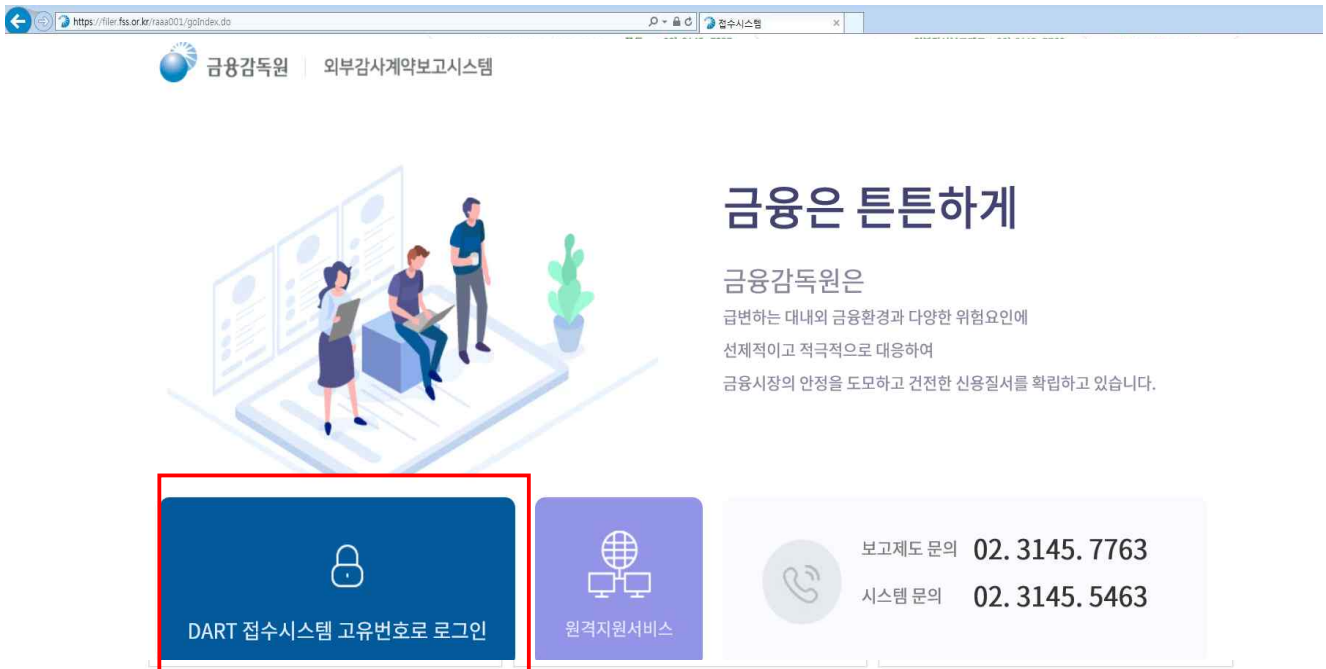 https://filer.fss.or.kr/raaa001/goIndex.do
접수시스템
금융감독원 외부감사계약보고시스템
금융은 튼튼하게
금융감독원은
급변하는 대내외 금융환경과 다양한 위험요인에
선제적이고 적극적으로 대응하여
금융시장의 안정을 도모하고 건전한 신용질서를 확립하고 있습니다.
DART 접수시스템 고유번호로 로그인
원격지원서비스
보고제도 문의 02. 3145. 7763
시스템 문의 02. 3145. 5463